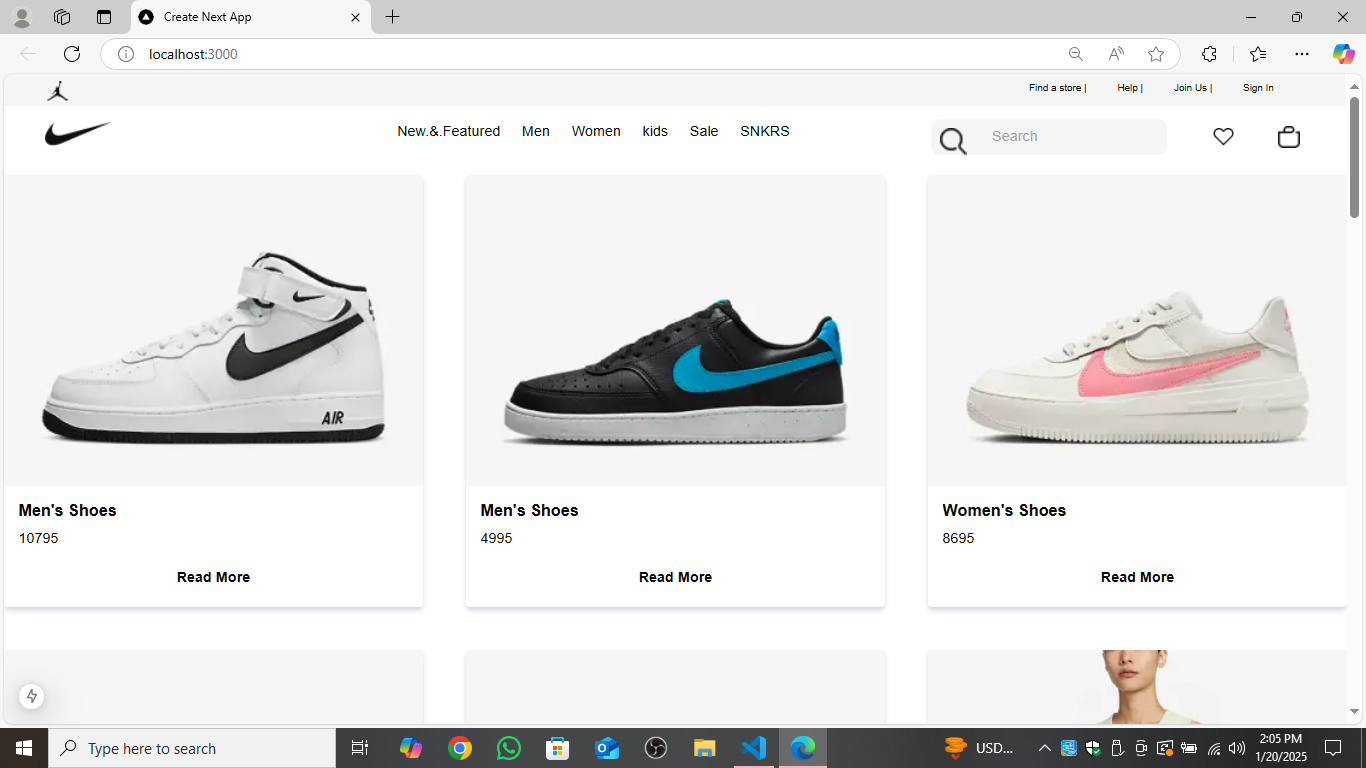 Create Next App
localhost:3000
Find a store | Help | Join Us | Sign In
New.&.Featured Men Women kids Sale SNKRS
Search
AIR
Men's Shoes
10795
Read More
Men's Shoes
4995
Read More
Women's Shoes
8695
Read More
Type here to search
USD...
2:05 PM
1/20/2025